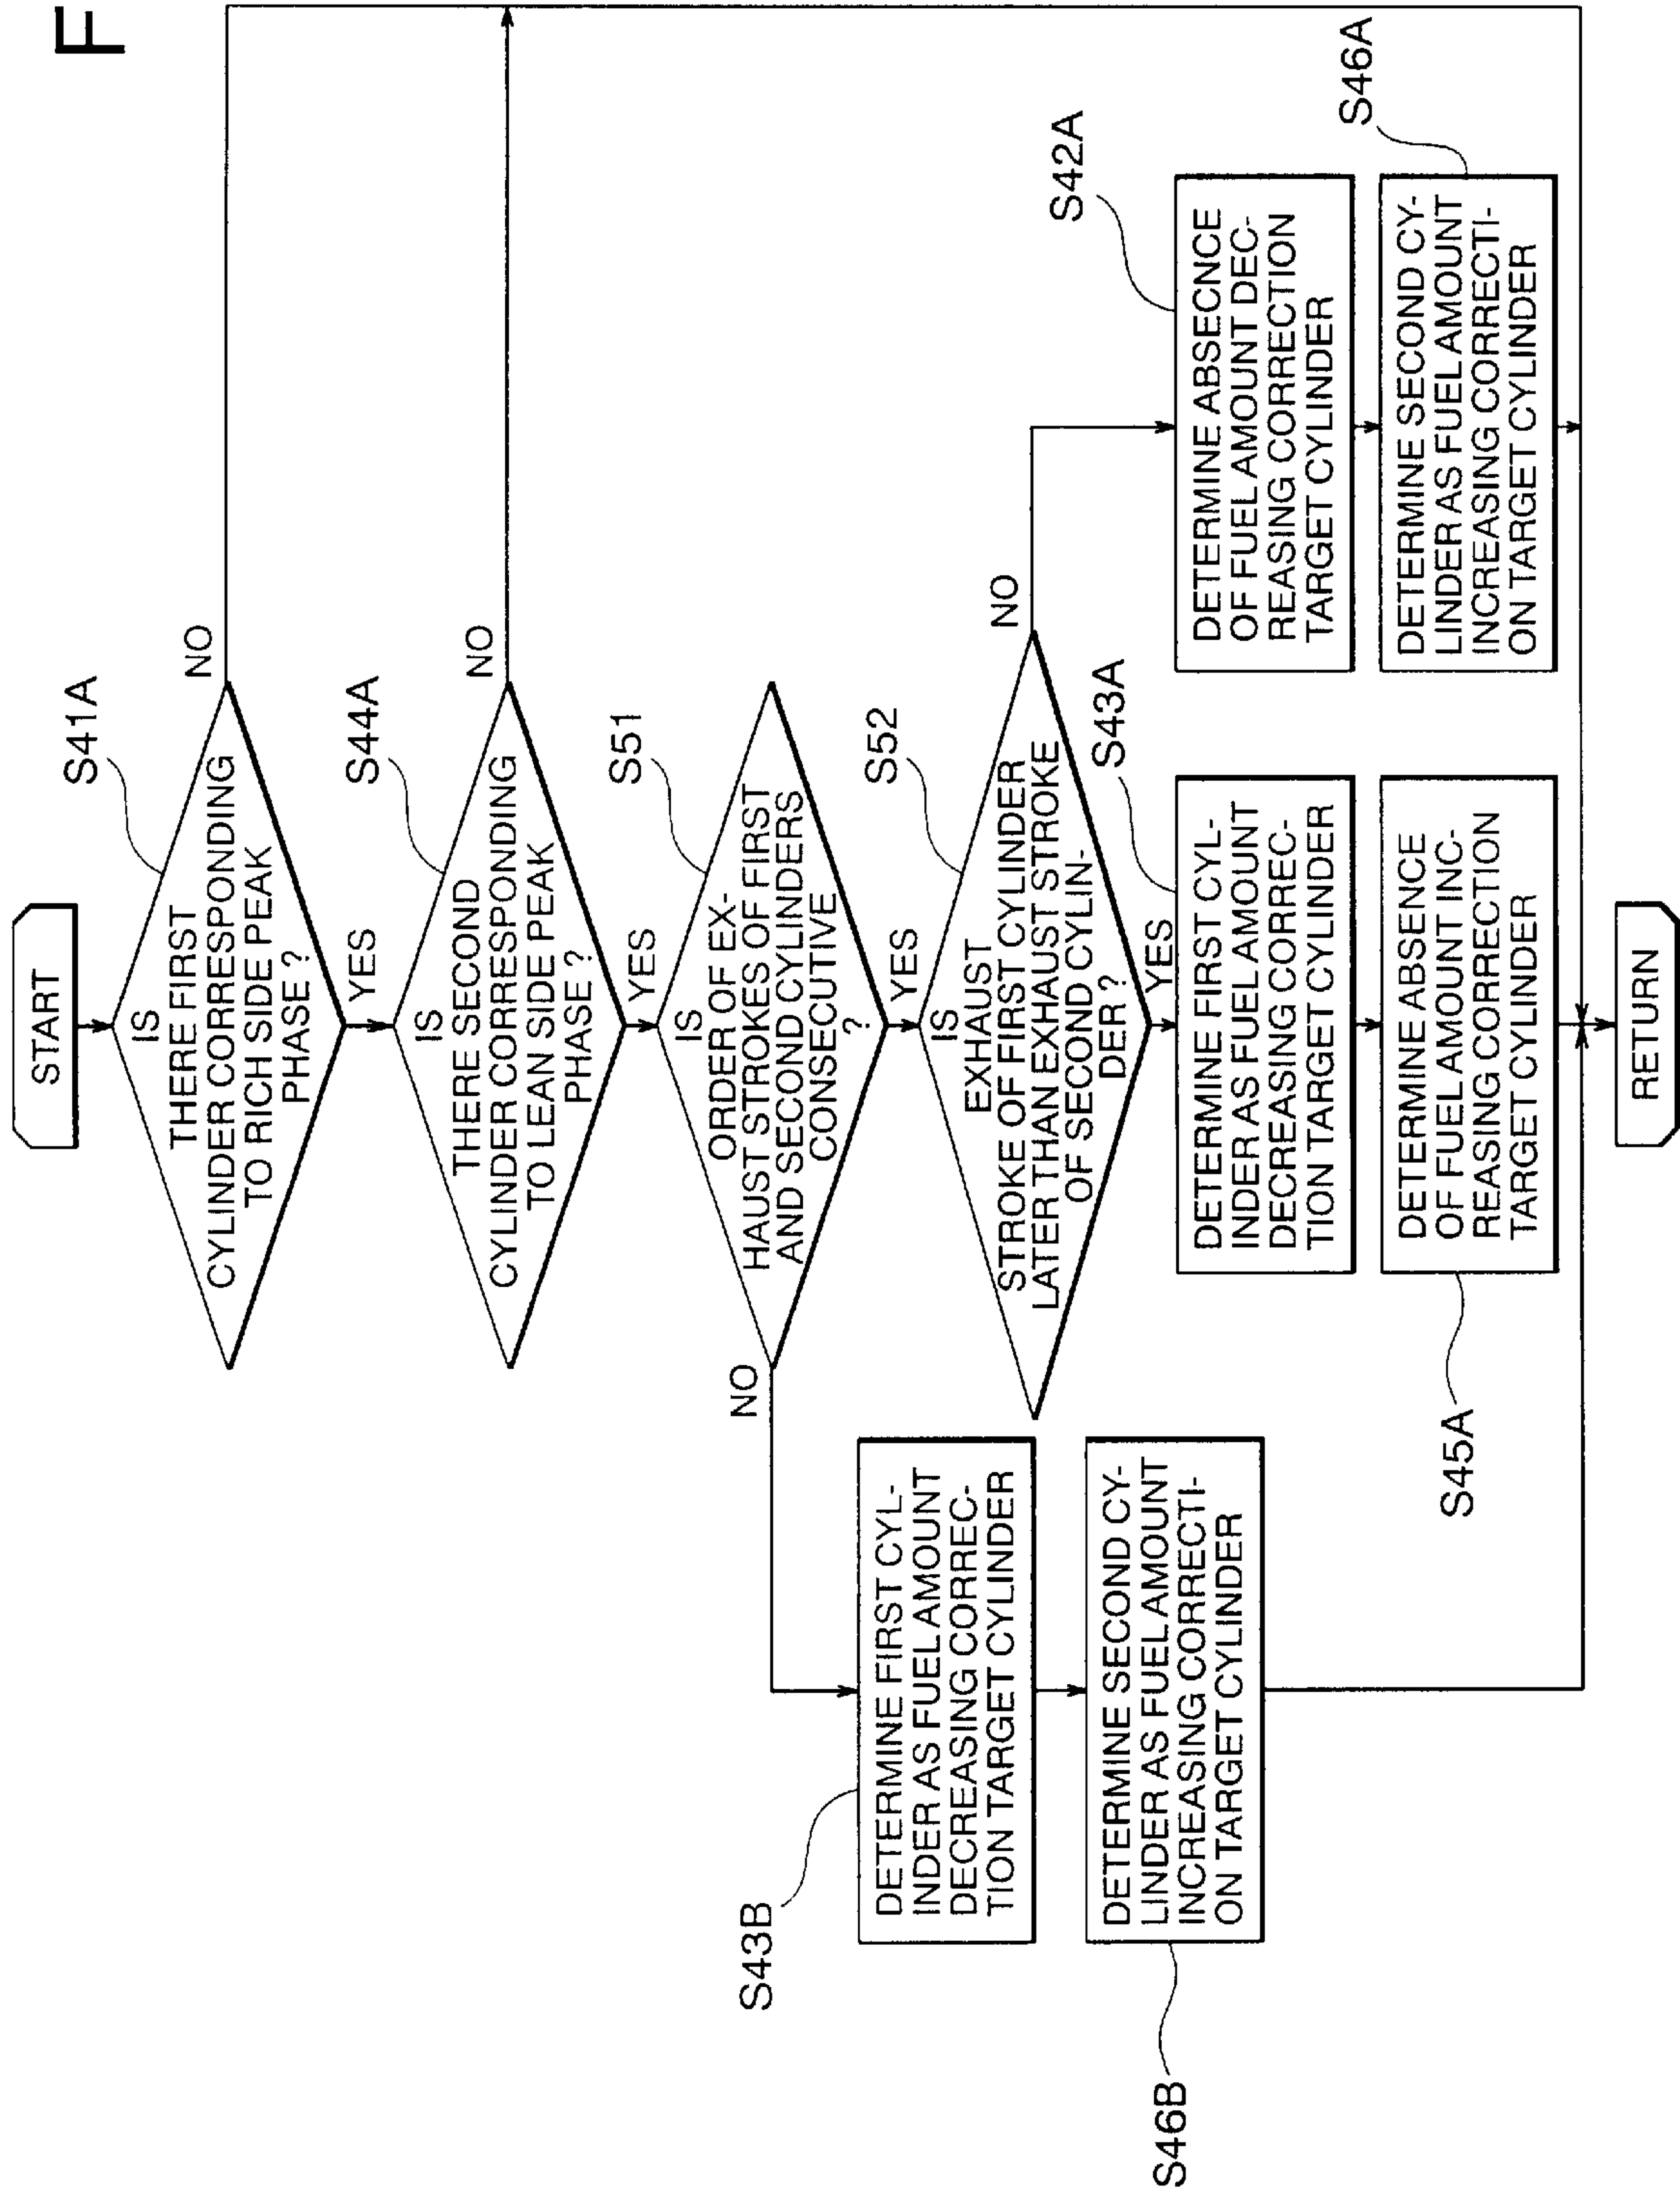 F
START
S41A
IS
THERE FIRST
CYLINDER CORRESPONDING
TO RICH SIDE PEAK
PHASE ?
NO
YES
S44A
IS
THERE SECOND
CYLINDER CORRESPONDING
TO LEAN SIDE PEAK
PHASE ?
NO
YES
S51
IS
ORDER OF EX-
HAUST STROKES OF FIRST
AND SECOND CYLINDERS
CONSECUTIVE
?
NO
YES
S52
IS
EXHAUST
STROKE OF FIRST CYLINDER
LATER THAN EXHAUST STROKE
OF SECOND CYLIN-
DER ?
NO
YES
S43B
DETERMINE FIRST CYL-
INDER AS FUEL AMOUNT
DECREASING CORREC-
TION TARGET CYLINDER
S46B
DETERMINE SECOND CY-
LINDER AS FUEL AMOUNT
INCREASING CORRECTI-
ON TARGET CYLINDER
S43A
DETERMINE FIRST CYL-
INDER AS FUEL AMOUNT
DECREASING CORREC-
TION TARGET CYLINDER
S45A
DETERMINE ABSENCE
OF FUEL AMOUNT INC-
REASING CORRECTION
TARGET CYLINDER
S42A
DETERMINE ABSECNCE
OF FUEL AMOUNT DEC-
REASING CORRECTION
TARGET CYLINDER
S46A
DETERMINE SECOND CY-
LINDER AS FUEL AMOUNT
INCREASING CORRECTI-
ON TARGET CYLINDER
RETURN